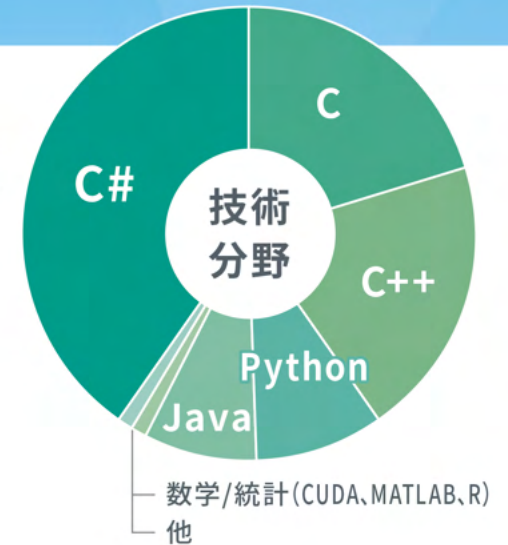 C
C#
技術
分野
C++
Python
Java
数学/統計(CUDA、MATLAB、R)
他